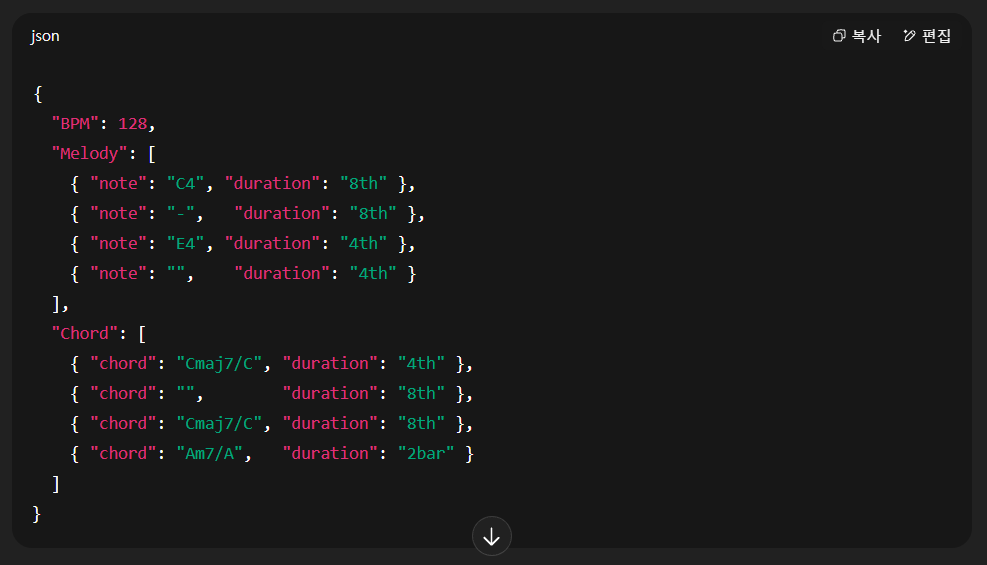 json
복사 편집
{
  "BPM": 128,
  "Melody": [
    { "note": "C4", "duration": "8th" },
    { "note": "-",   "duration": "8th" },
    { "note": "E4", "duration": "4th" },
    { "note": "",    "duration": "4th" }
  ],
  "Chord": [
    { "chord": "Cmaj7/C", "duration": "4th" },
    { "chord": "",        "duration": "8th" },
    { "chord": "Cmaj7/C", "duration": "8th" },
    { "chord": "Am7/A",   "duration": "2bar" }
  ]
}